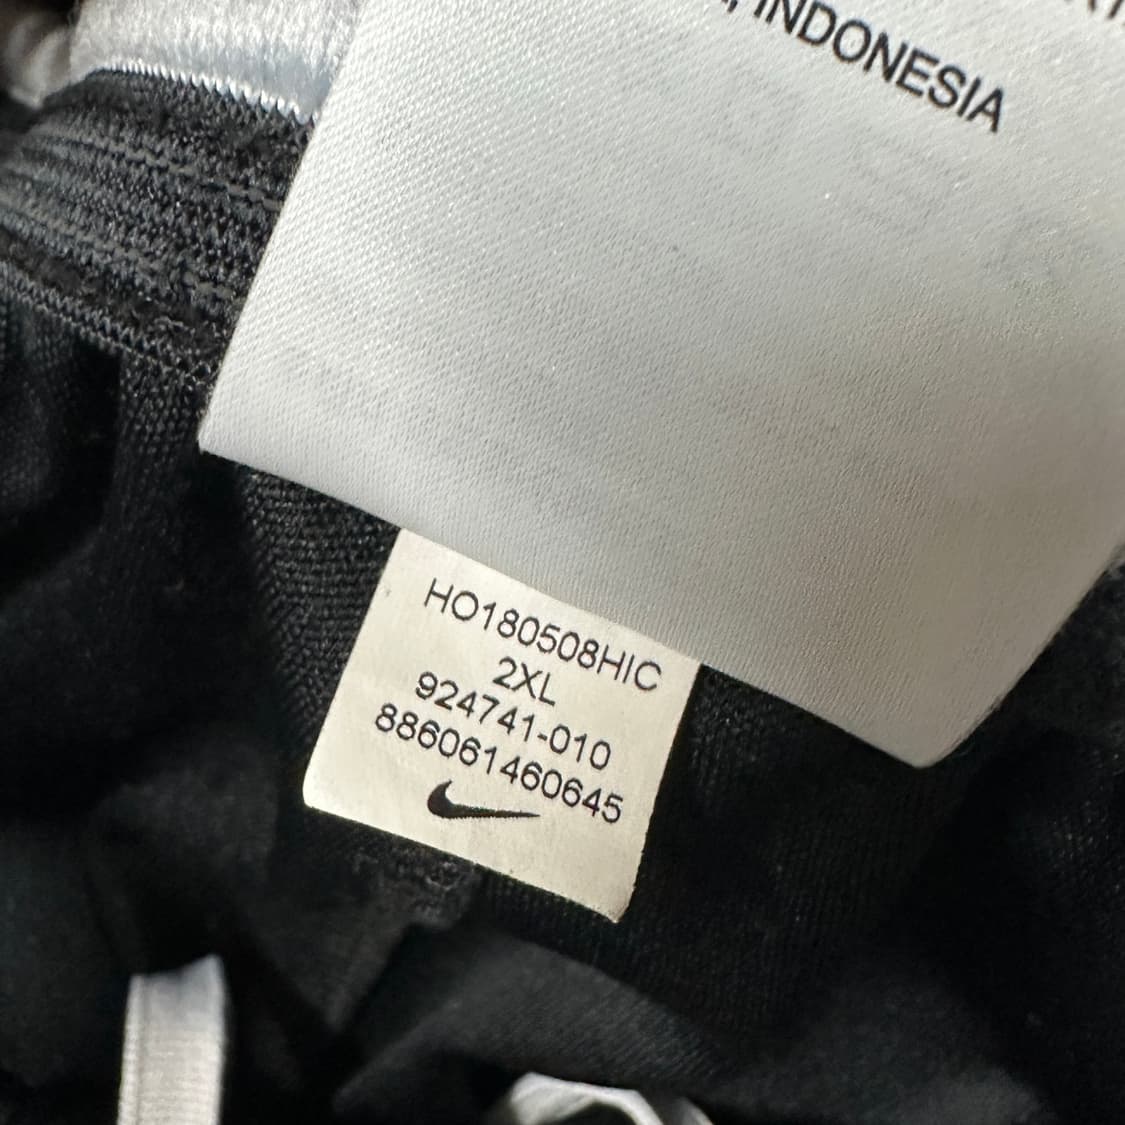 , INDONESIA
HO180508HIC
2XL
924741-010
886061460645